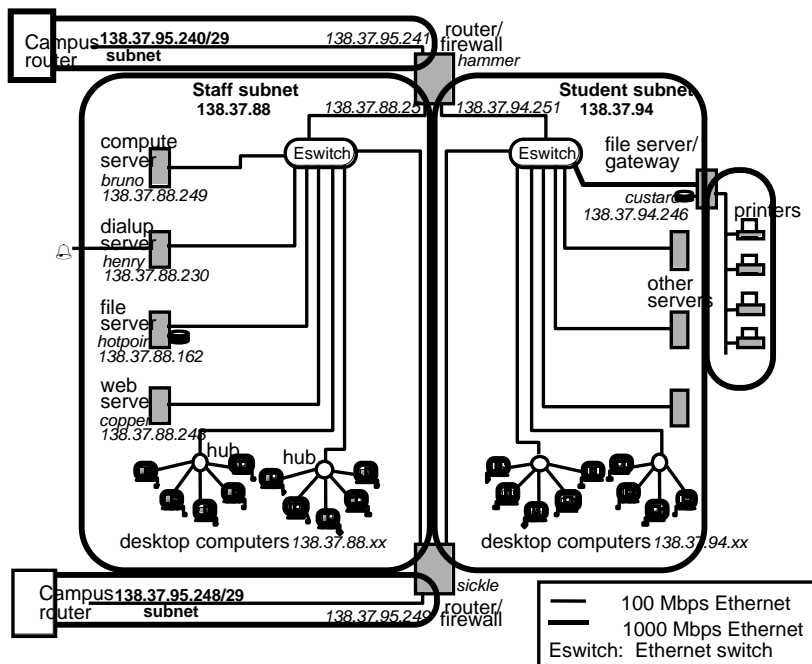 Campus
router
138.37.95.240/29
subnet
138.37.95.241
router/
firewall
hammer
Staff subnet
138.37.88
138.37.88.25
138.37.94.251
Student subnet
138.37.94
Eswitch
compute
server
bruno
138.37.88.249
dialup
server
henry
138.37.88.230
file
server
hotpoin
138.37.88.162
web
server
copper
138.37.88.248
hub
hub
desktop computers 138.37.88.xx
Eswitch
file server/
gateway
custard
138.37.94.246
printers
other
servers
desktop computers 138.37.94.xx
Campus
router
138.37.95.248/29
subnet
138.37.95.249
sickle
router/
firewall
100 Mbps Ethernet
1000 Mbps Ethernet
Eswitch: Ethernet switch